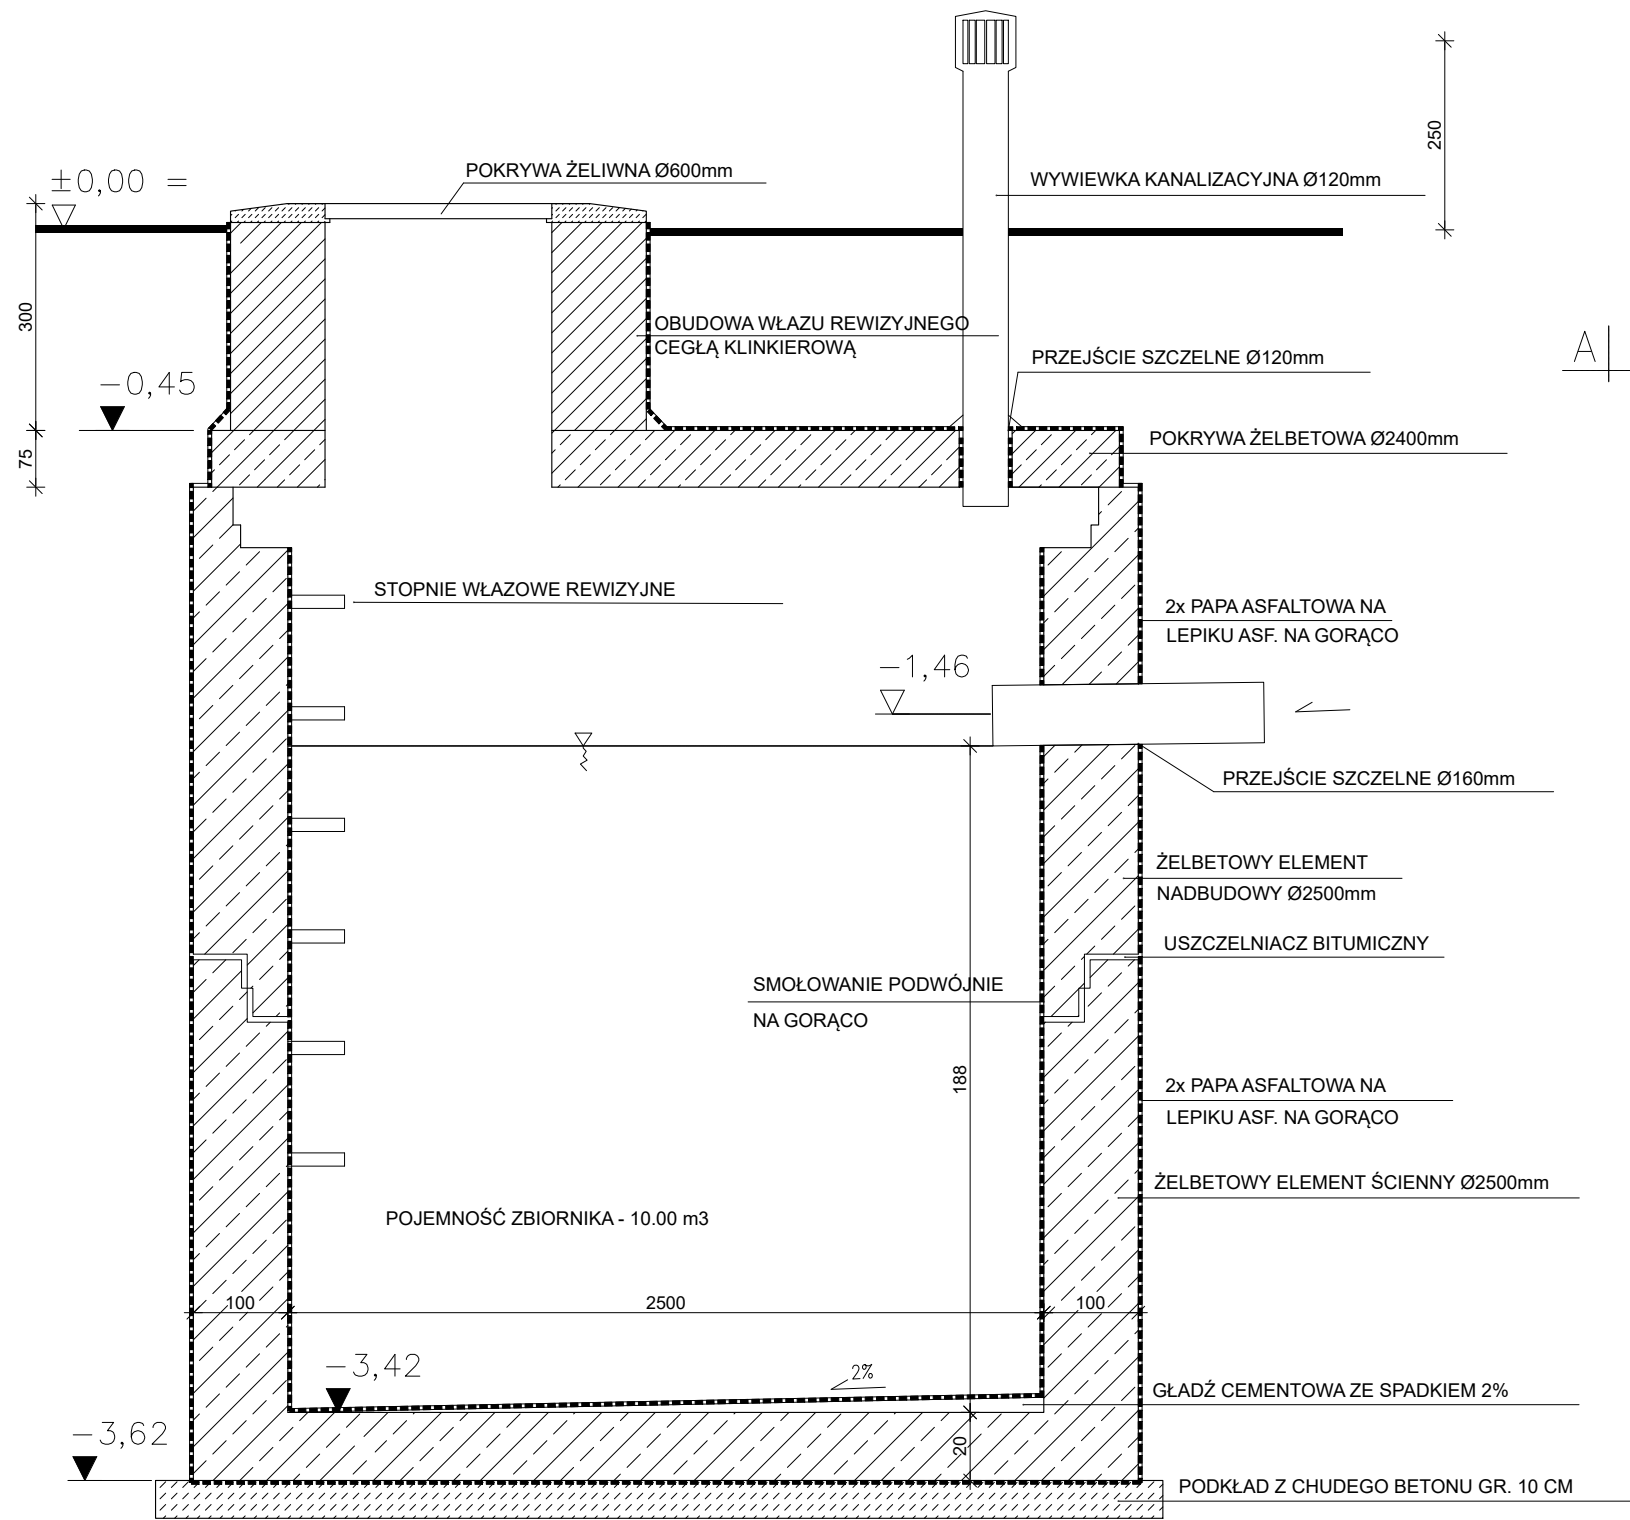 250
±0,00 =
POKRYWA ŻELIWNA Ø600mm
WYWIEWKA KANALIZACYJNA Ø120mm
300
OBUDOWA WŁAZU REWIZYJNEGO
CEGŁĄ KLINKIEROWĄ
PRZEJŚCIE SZCZELNE Ø120mm
A
-0,45
75
POKRYWA ŻELBETOWA Ø2400mm
STOPNIE WŁAZOWE REWIZYJNE
2x PAPA ASFALTOWA NA
LEPIKU ASF. NA GORĄCO
-1,46
PRZEJŚCIE SZCZELNE Ø160mm
ŻELBETOWY ELEMENT
NADBUDOWY Ø2500mm
USZCZELNIACZ BITUMICZNY
SMOŁOWANIE PODWÓJNIE
NA GORĄCO
188
2x PAPA ASFALTOWA NA
LEPIKU ASF. NA GORĄCO
ŻELBETOWY ELEMENT ŚCIENNY Ø2500mm
POJEMNOŚĆ ZBIORNIKA - 10.00 m3
100
2500
100
-3,42
2%
GŁADŹ CEMENTOWA ZE SPADKIEM 2%
-3,62
20
PODKŁAD Z CHUDEGO BETONU GR. 10 CM